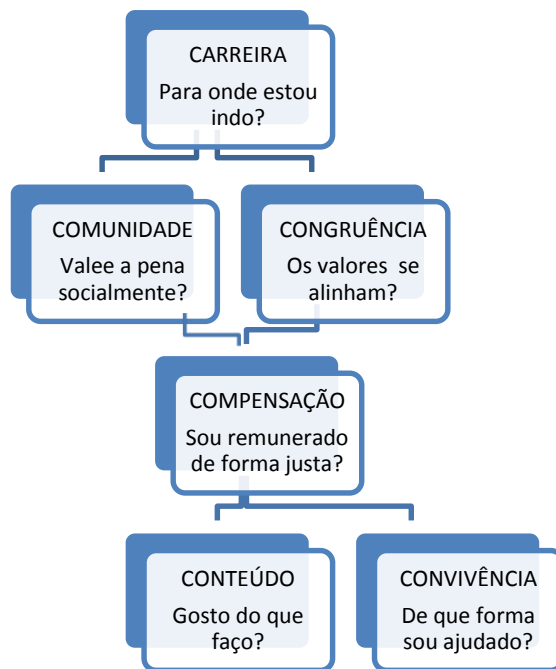 CARREIRA
Para onde estou
indo?
COMUNIDADE
Valee a pena
socialmente?
CONGRUÊNCIA
Os valores se
alinham?
COMPENSAÇÃO
Sou remunerado
de forma justa?
CONTEÚDO
Gosto do que
faço?
CONVIVÊNCIA
De que forma
sou ajudado?